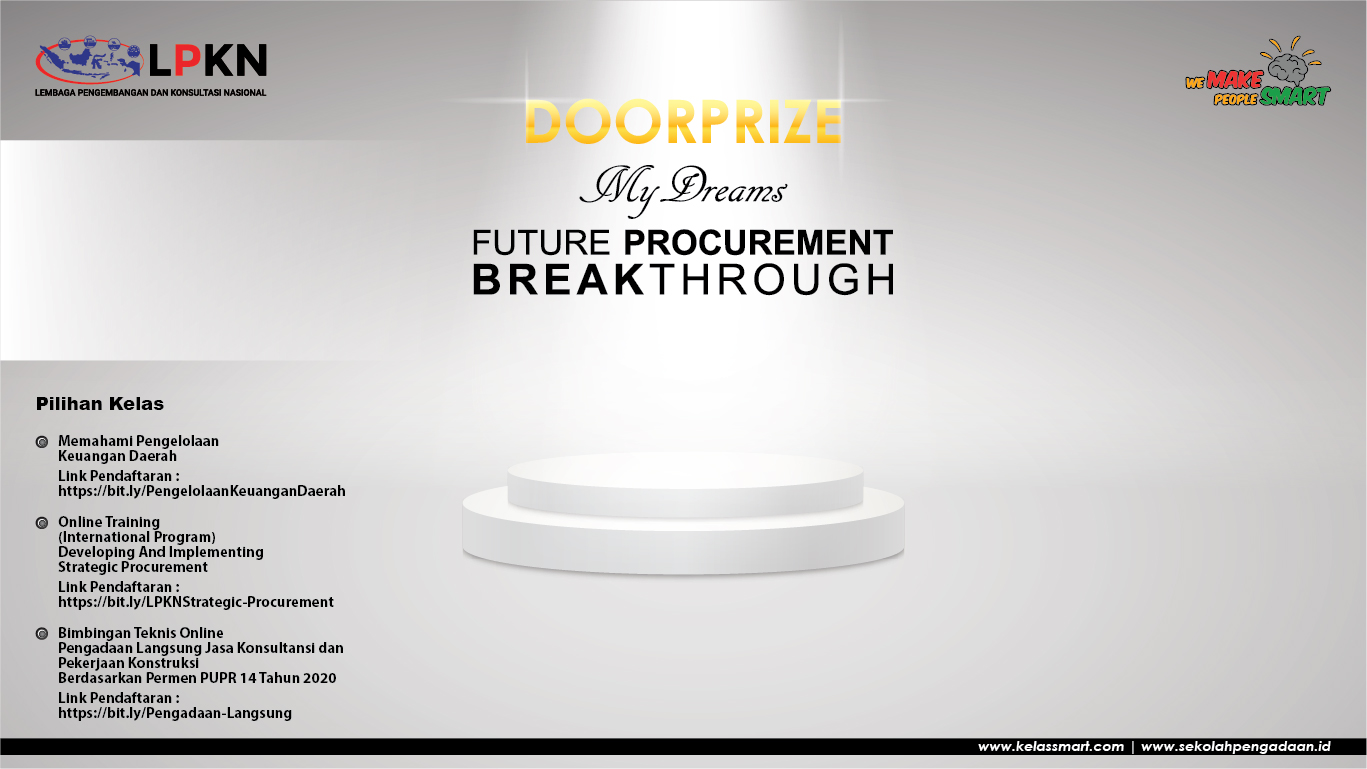 LPKN
LEMBAGA PENGEMBANGAN DAN KONSULTASI NASIONAL
WE MAKE
PEOPLE SMART
DOORPRIZE
My Dreams
FUTURE PROCUREMENT
BREAKTHROUGH
Pilihan Kelas
Memahami Pengelolaan
Keuangan Daerah
Link Pendaftaran :
https://bit.ly/PengelolaanKeuanganDaerah
Online Training
(International Program)
Developing And Implementing
Strategic Procurement
Link Pendaftaran :
https://bit.ly/LPKNStrategic-Procurement
Bimbingan Teknis Online
Pengadaan Langsung Jasa Konsultansi dan
Pekerjaan Konstruksi
Berdasarkan Permen PUPR 14 Tahun 2020
Link Pendaftaran :
https://bit.ly/Pengadaan-Langsung
www.kelassmart.com | www.sekolahpengadaan.id